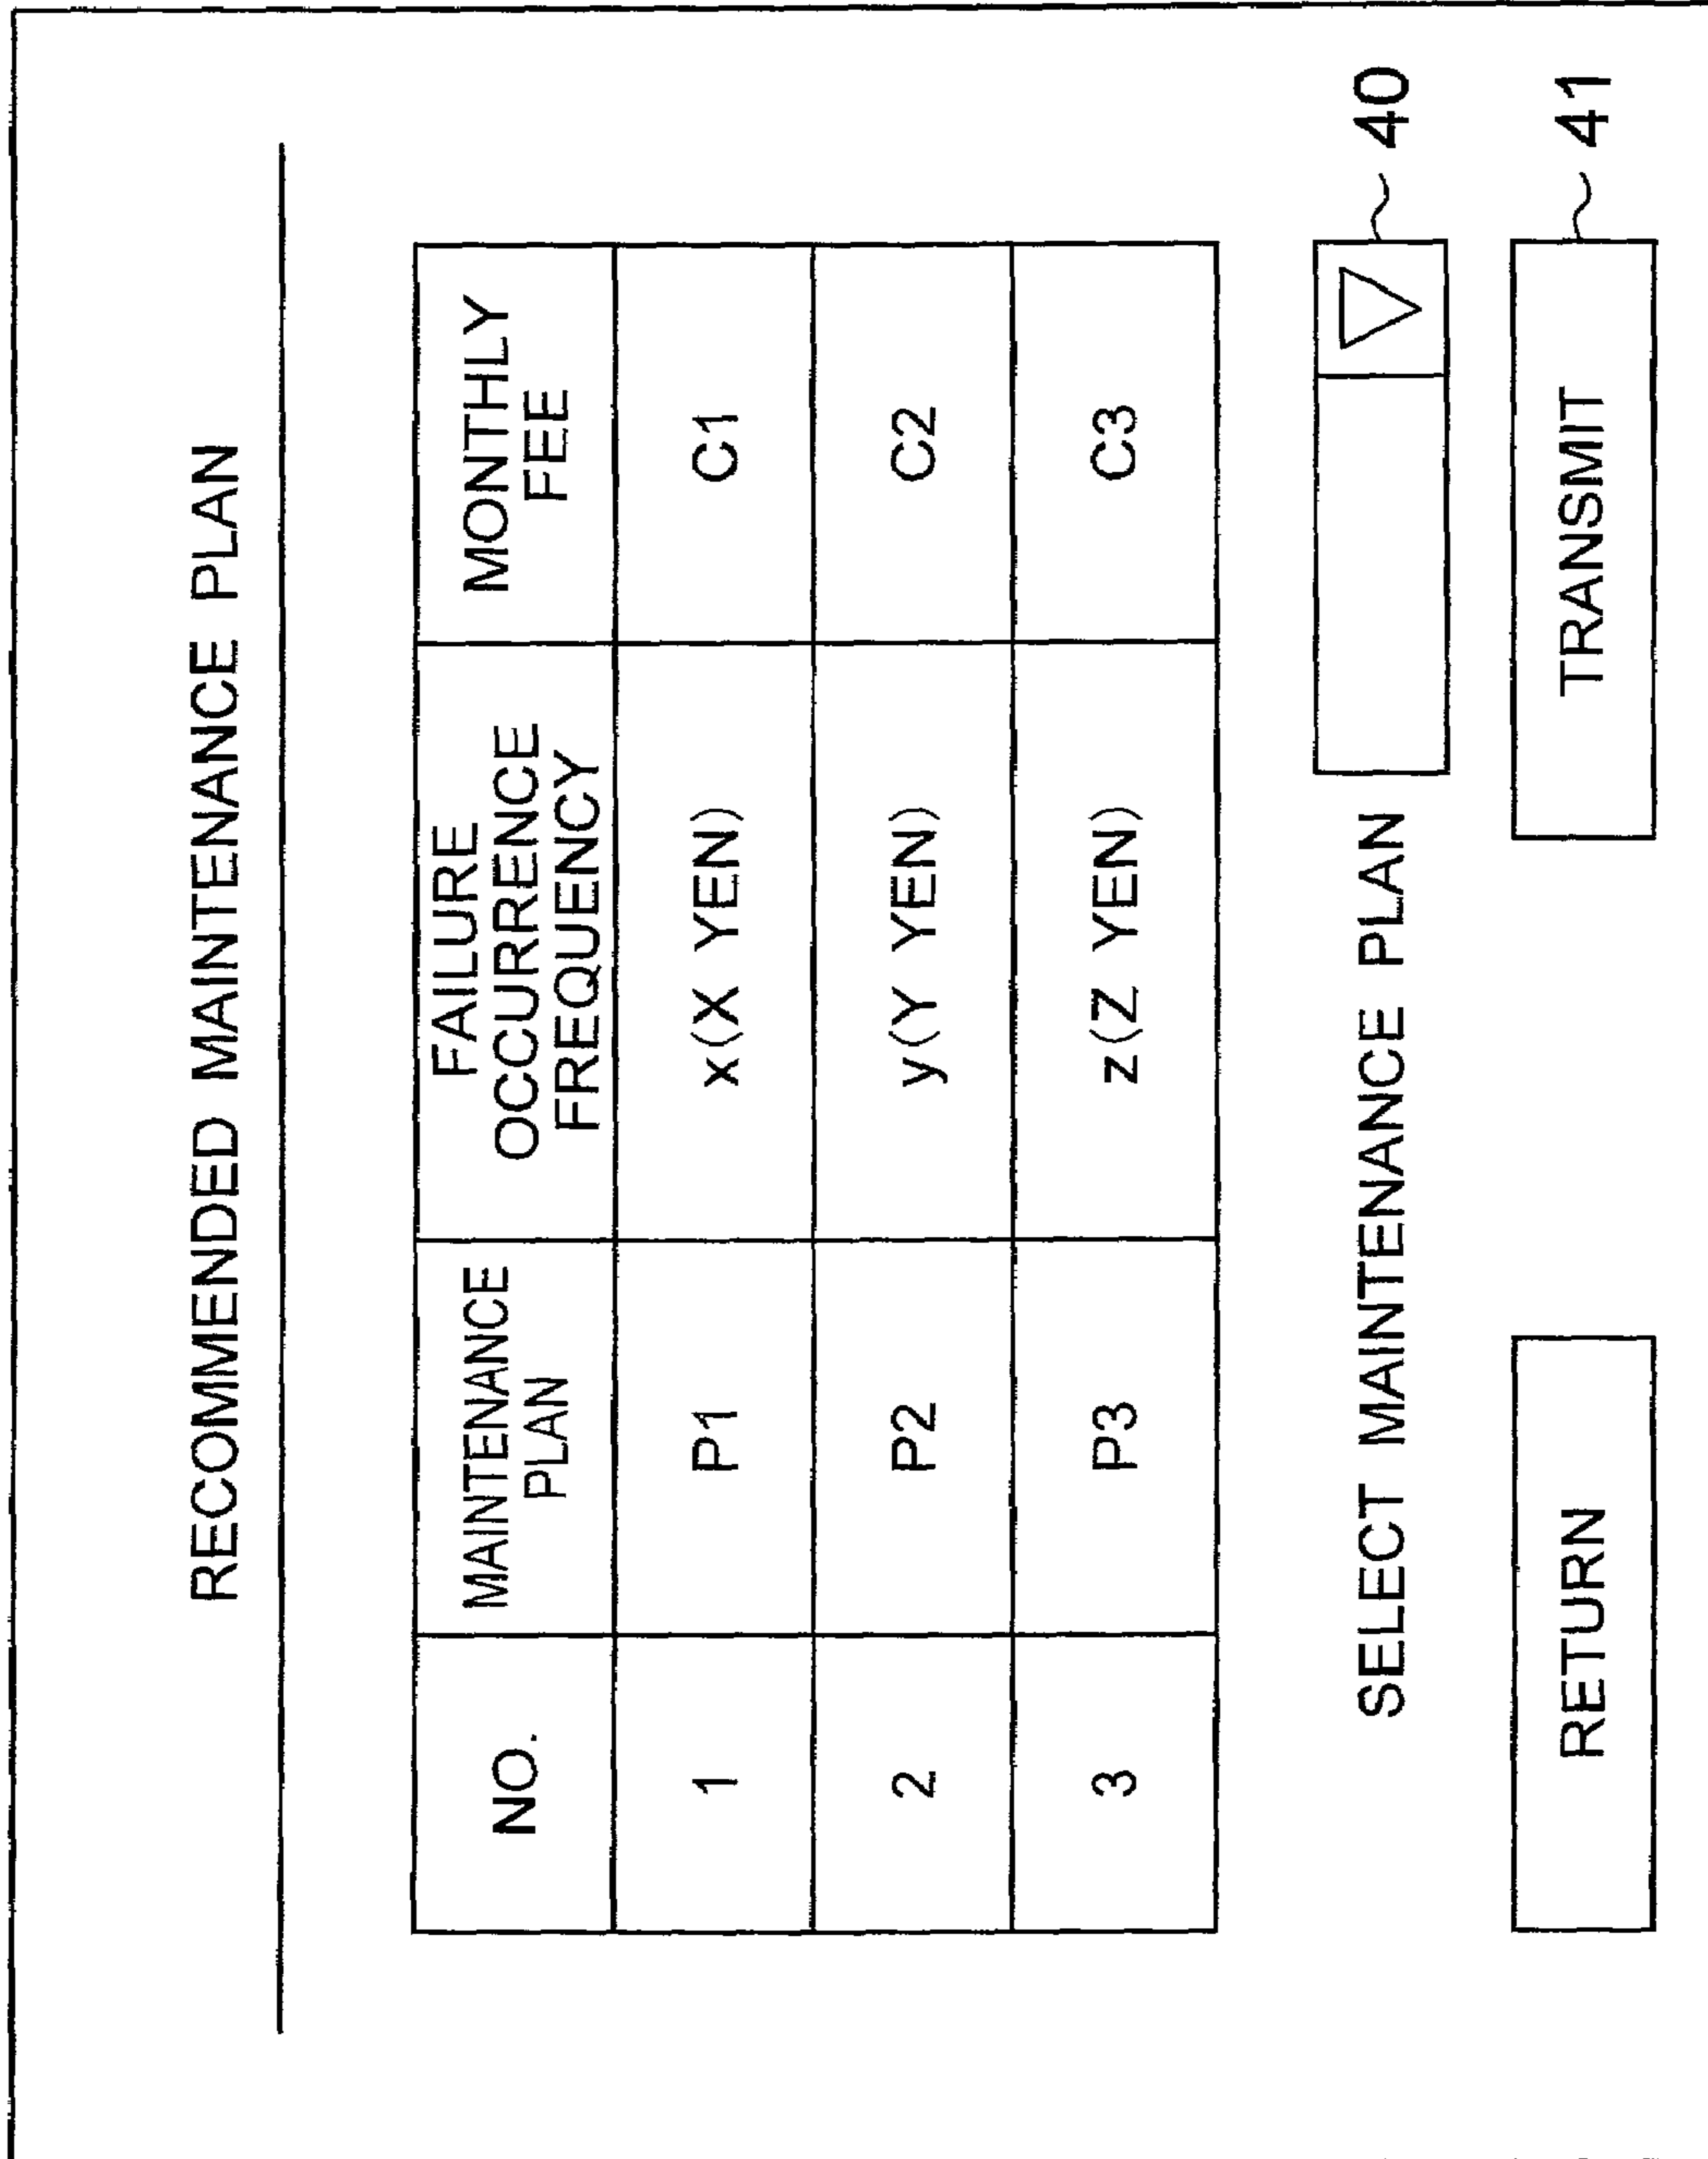 RECOMMENDED MAINTENANCE PLAN
NO.
MAINTENANCE
PLAN
FAILURE
OCCURRENCE
FREQUENCY
MONTHLY
FEE
1 P1 x(X YEN) C1
2 P2 y(Y YEN) C2
3 P3 z(Z YEN) C3
SELECT MAINTENANCE PLAN 40
RETURN TRANSMIT 41